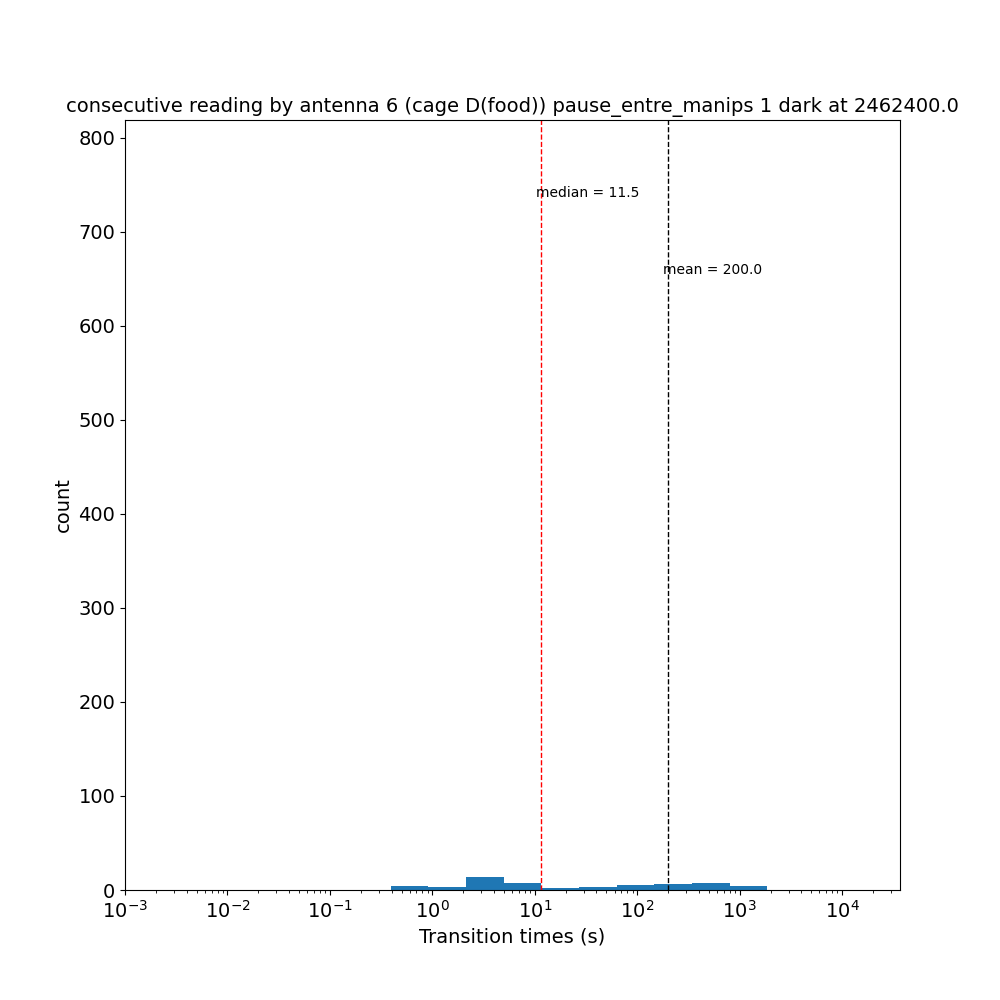 consecutive reading by antenna 6 (cage D(food)) pause_entre_manips 1 dark at 2462400.0
800
median = 11.5
700
mean = 200.0
600
500
count
400
300
200
100
0
10⁻³ 10⁻² 10⁻¹ 10⁰ 10¹ 10² 10³ 10⁴
Transition times (s)